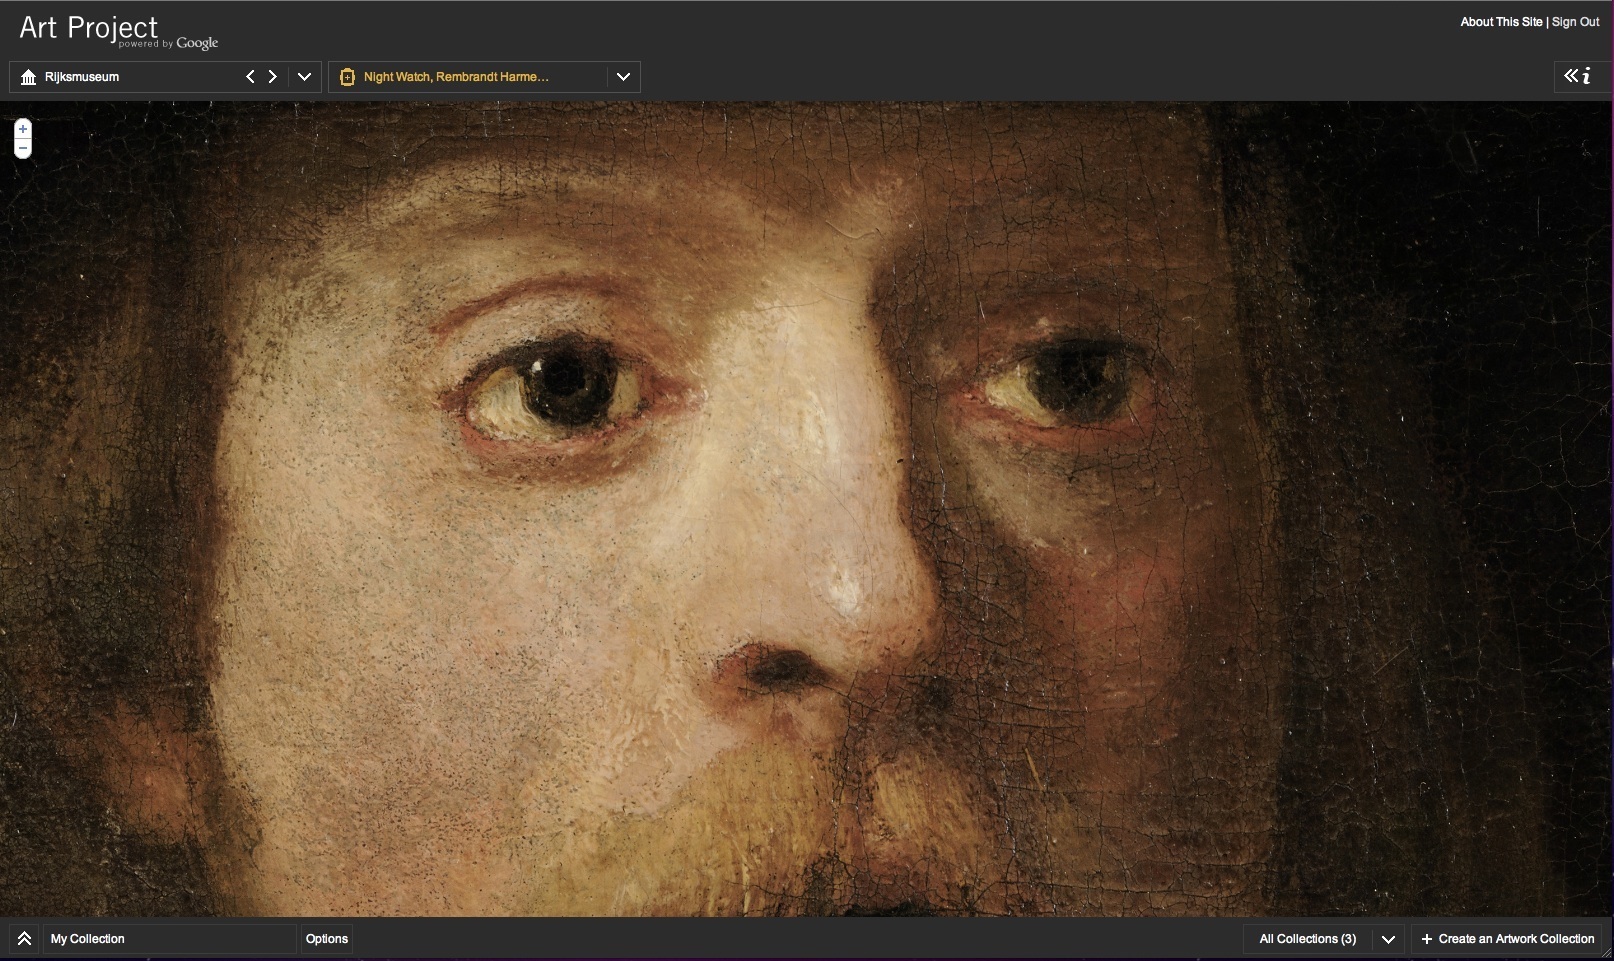 Art Project
powered by Google
About This Site | Sign Out
Rijksmuseum
Night Watch, Rembrandt Harme...
i
My Collection
Options
All Collections (3)
+ Create an Artwork Collection